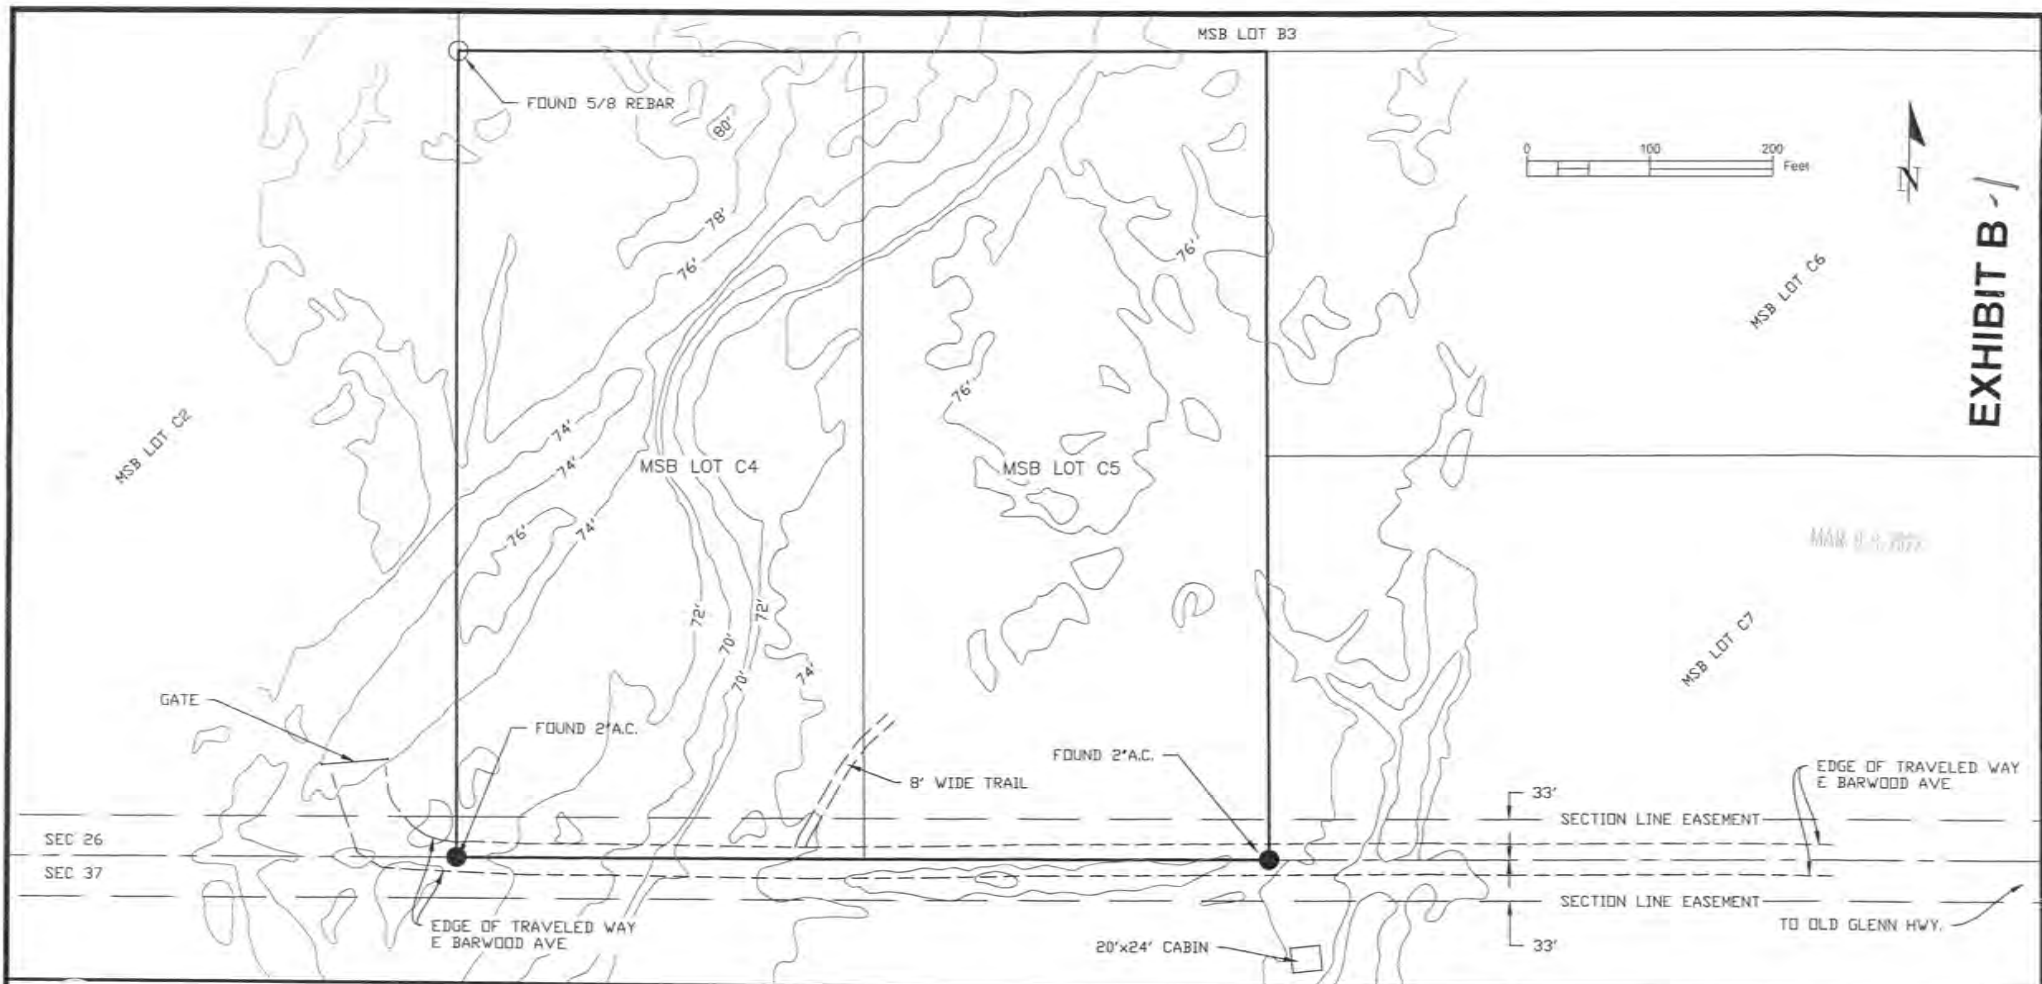 MSB LOT B3
FOUND 5/8 REBAR
80'
0 100 200
Feet
N
EXHIBIT B -1
78'
76'
76'
MSB LOT C6
76'
MSB LOT C2
74'
74'
MSB LOT C4
MSB LOT C5
76'
74'
72'
72'
70'
70'
74'
MSB LOT C7
GATE
FOUND 2"A.C.
FOUND 2"A.C.
8' WIDE TRAIL
EDGE OF TRAVELED WAY
E BARWOOD AVE
33'
SECTION LINE EASEMENT
SEC 26
SEC 37
SECTION LINE EASEMENT
EDGE OF TRAVELED WAY
E BARWOOD AVE
TO OLD GLENN HWY.
20'x24' CABIN
33'